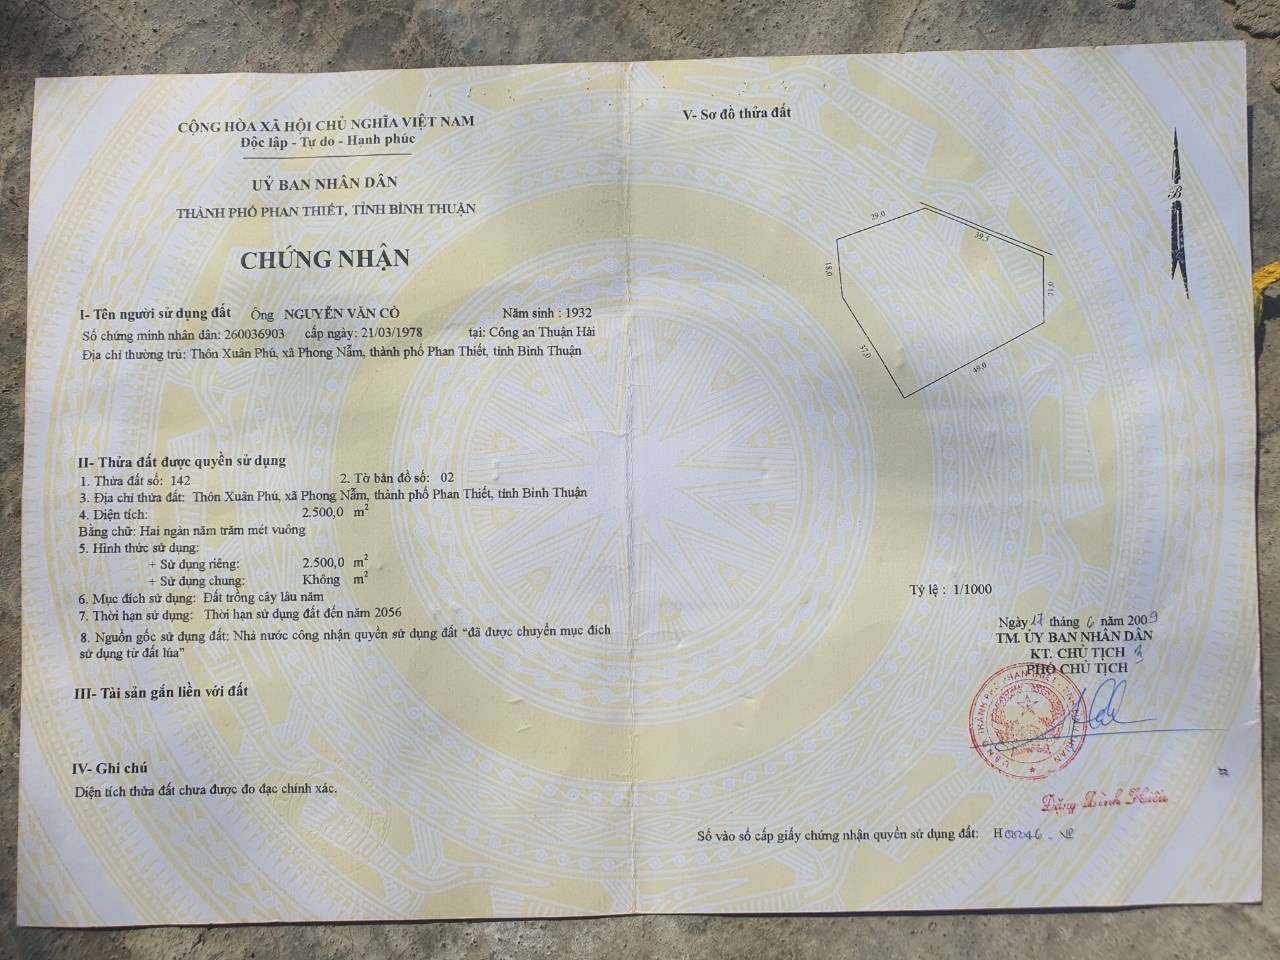 CỘNG HÒA XÃ HỘI CHỦ NGHĨA VIỆT NAM
Độc lập - Tự do - Hạnh phúc
UỶ BAN NHÂN DÂN
THÀNH PHỐ PHAN THIẾT, TỈNH BÌNH THUẬN
CHỨNG NHẬN
I- Tên người sử dụng đất Ông NGUYỄN VĂN CÒ Năm sinh : 1932
Số chứng minh nhân dân: 260036903 cấp ngày: 21/03/1978 tại: Công an Thuận Hải
Địa chỉ thường trú: Thôn Xuân Phú, xã Phong Nẫm, thành phố Phan Thiết, tỉnh Bình Thuận
II- Thửa đất được quyền sử dụng
1. Thửa đất số: 142 2. Tờ bản đồ số: 02
3. Địa chỉ thửa đất: Thôn Xuân Phú, xã Phong Nẫm, thành phố Phan Thiết, tỉnh Bình Thuận
4. Diện tích: 2.500,0 m²
Bằng chữ: Hai ngàn năm trăm mét vuông
5. Hình thức sử dụng:
+ Sử dụng riêng: 2.500,0 m²
+ Sử dụng chung: Không m²
6. Mục đích sử dụng: Đất trồng cây lâu năm
7. Thời hạn sử dụng: Thời hạn sử dụng đất đến năm 2056
8. Nguồn gốc sử dụng đất: Nhà nước công nhận quyền sử dụng đất “đã được chuyển mục đích
sử dụng từ đất lúa”
III- Tài sản gắn liền với đất
IV- Ghi chú
Diện tích thửa đất chưa được đo đạc chính xác.
V- Sơ đồ thửa đất
B
29,0
39,5
18,0
21,0
37,0
49,0
Tỷ lệ : 1/1000
Ngày 17 tháng 6 năm 2009
TM. ỦY BAN NHÂN DÂN
KT. CHỦ TỊCH
PHÓ CHỦ TỊCH
Đặng Đình Hiếu
Số vào sổ cấp giấy chứng nhận quyền sử dụng đất: H00046